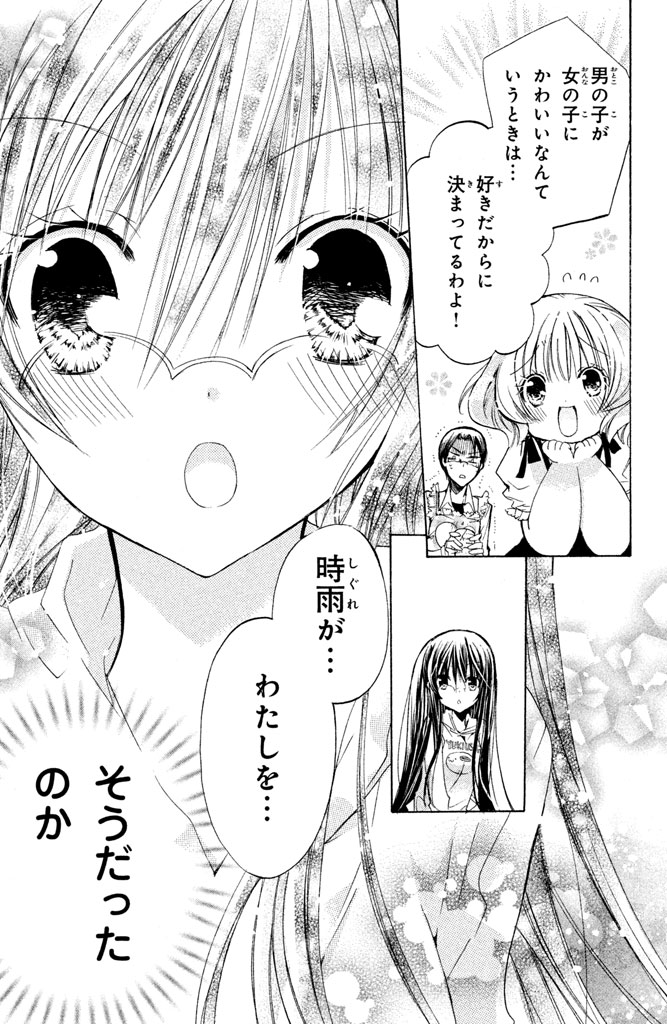 男の子が
女の子に
かわいいなんて
いうときは…
好きだからに
決まってるわよ！
時雨が…
わたしを…
そうだった
のか